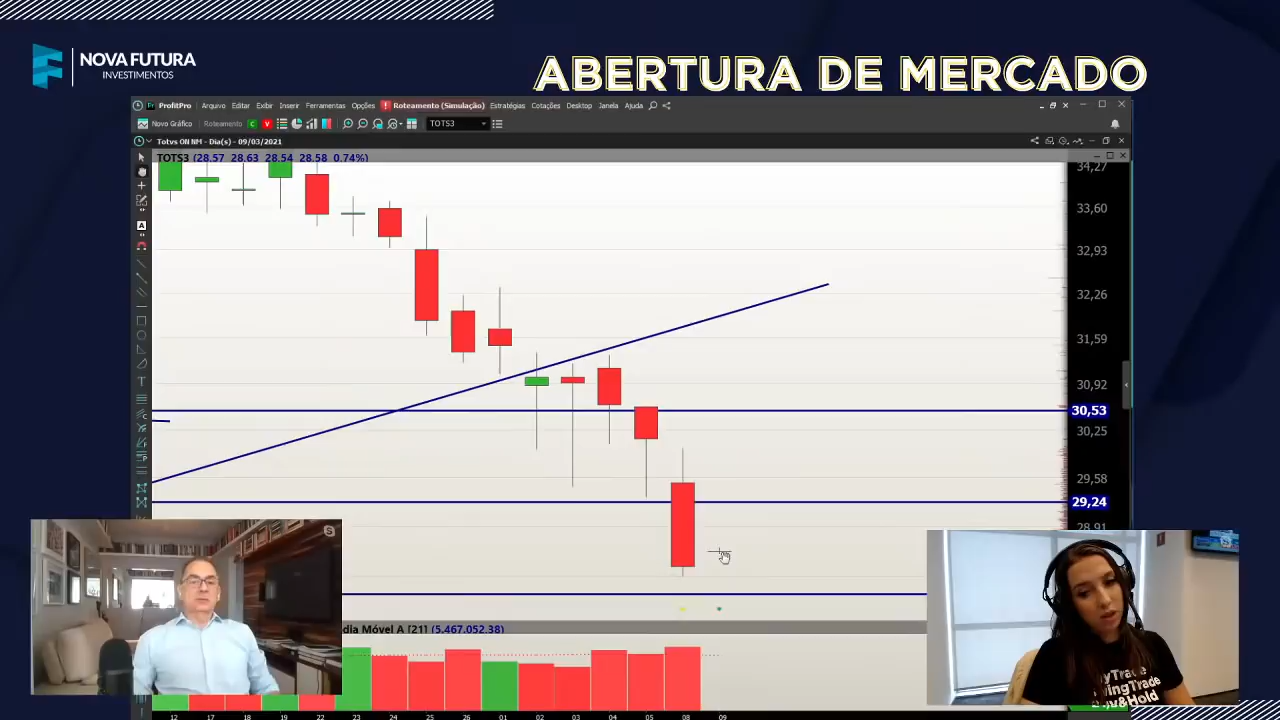 NOVA FUTURA
INVESTIMENTOS
ABERTURA DE MERCADO
ProfitPro Arquivo Editar Exibir Inserir Ferramentas Opções Roteamento (Simulação) Estratégias Cotações Desktop Janela Ajuda
Novo Gráfico Roteamento C V TOTS3
Totvs ON NM - Dia(s) - 09/03/2021
TOTS3 (28.57 28.63 28.54 28.58 0.74%)
34,27
33,60
32,93
32,26
31,59
30,92
30,53
30,25
29,58
29,24
28,91
dia Móvel A [21] (5.467.052.38)
12 17 18 19 22 23 24 25 26 01 02 03 04 05 08 09
Buy&Hold